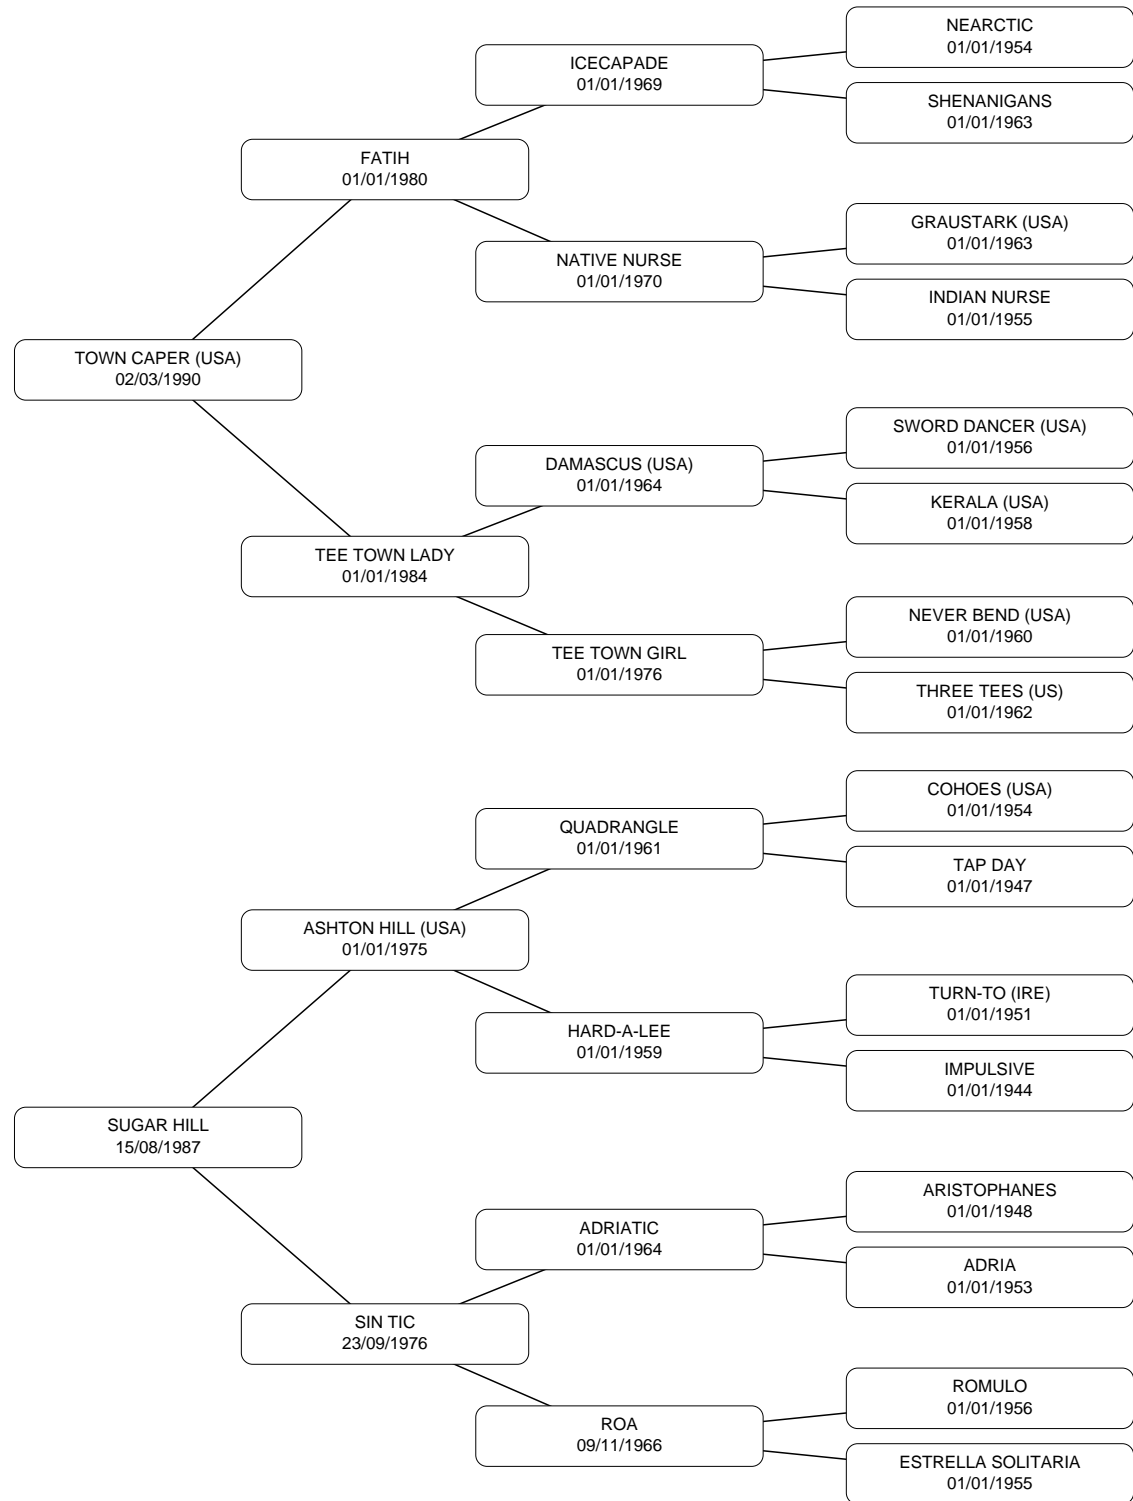 NEARCTIC
01/01/1954
ICECAPADE
01/01/1969
SHENANIGANS
01/01/1963
FATIH
01/01/1980
GRAUSTARK (USA)
01/01/1963
NATIVE NURSE
01/01/1970
INDIAN NURSE
01/01/1955
TOWN CAPER (USA)
02/03/1990
SWORD DANCER (USA)
01/01/1956
DAMASCUS (USA)
01/01/1964
KERALA (USA)
01/01/1958
TEE TOWN LADY
01/01/1984
NEVER BEND (USA)
01/01/1960
TEE TOWN GIRL
01/01/1976
THREE TEES (US)
01/01/1962
COHOES (USA)
01/01/1954
QUADRANGLE
01/01/1961
TAP DAY
01/01/1947
ASHTON HILL (USA)
01/01/1975
TURN-TO (IRE)
01/01/1951
HARD-A-LEE
01/01/1959
IMPULSIVE
01/01/1944
SUGAR HILL
15/08/1987
ARISTOPHANES
01/01/1948
ADRIATIC
01/01/1964
ADRIA
01/01/1953
SIN TIC
23/09/1976
ROMULO
01/01/1956
ROA
09/11/1966
ESTRELLA SOLITARIA
01/01/1955